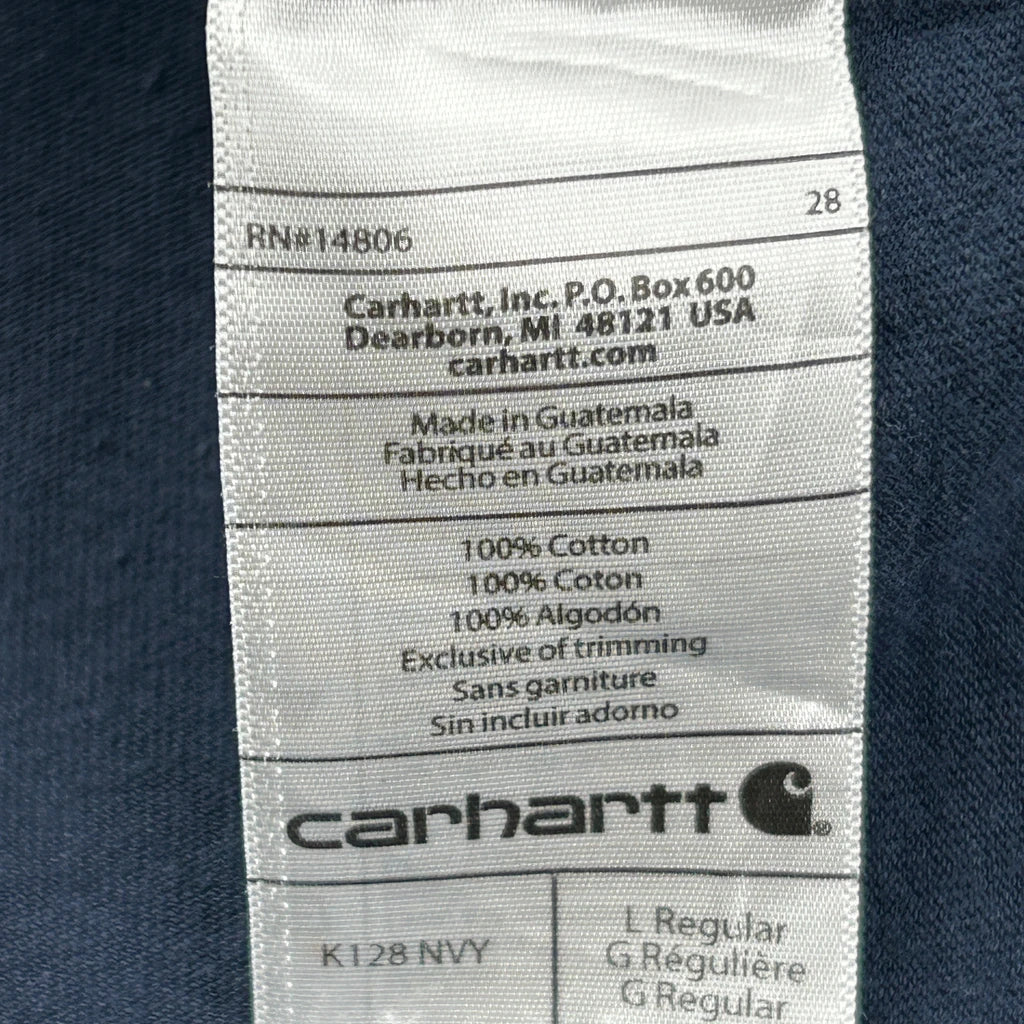 28
RN#14806
Carhartt, Inc. P.O. Box 600
Dearborn, MI 48121 USA
carhartt.com
Made in Guatemala
Fabriqué au Guatemala
Hecho en Guatemala
100% Cotton
100% Coton
100% Algodón
Exclusive of trimming
Sans garniture
Sin incluir adorno
carhartt®
K128 NVY
L Regular
G Régulière
G Regular